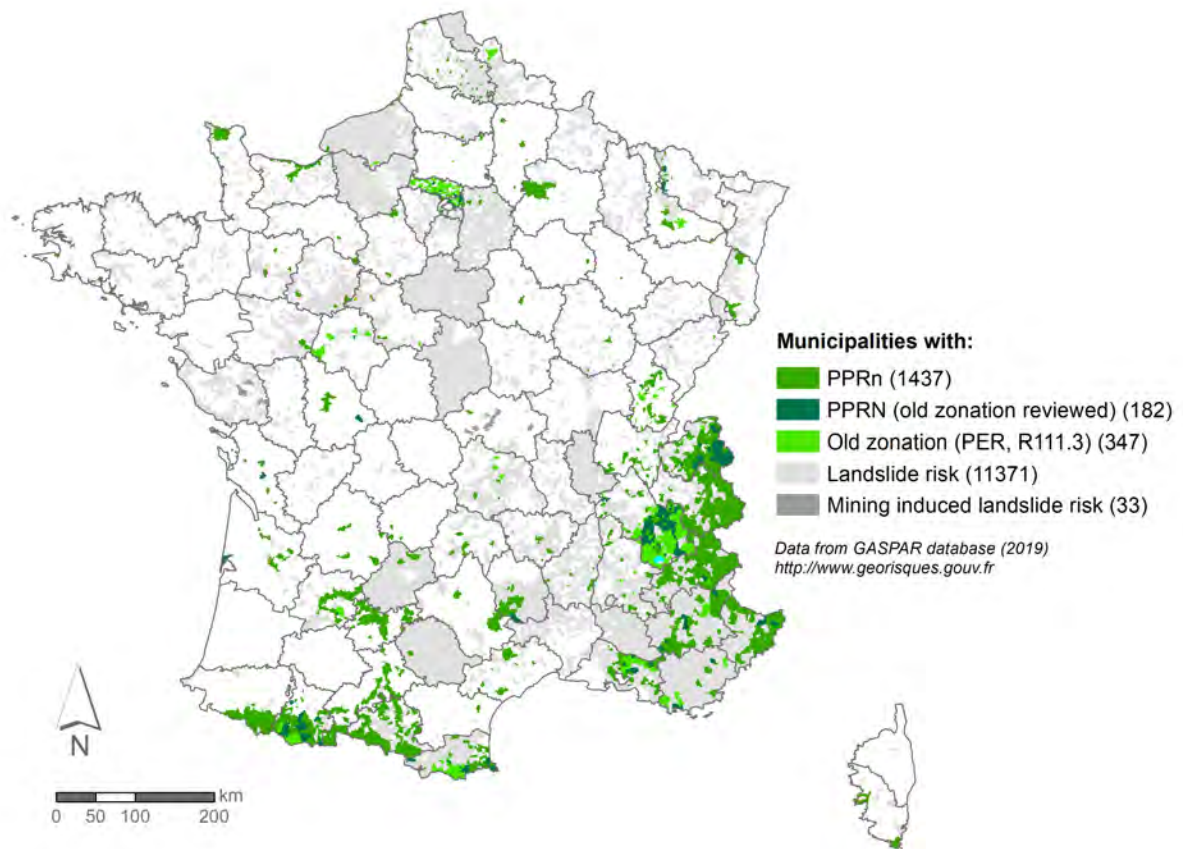 Municipalities with:
PPRn (1437)
PPRN (old zonation reviewed) (182)
Old zonation (PER, R111.3) (347)
Landslide risk (11371)
Mining induced landslide risk (33)
Data from GASPAR database (2019)
http://www.georisques.gouv.fr
N
km
0 50 100 200